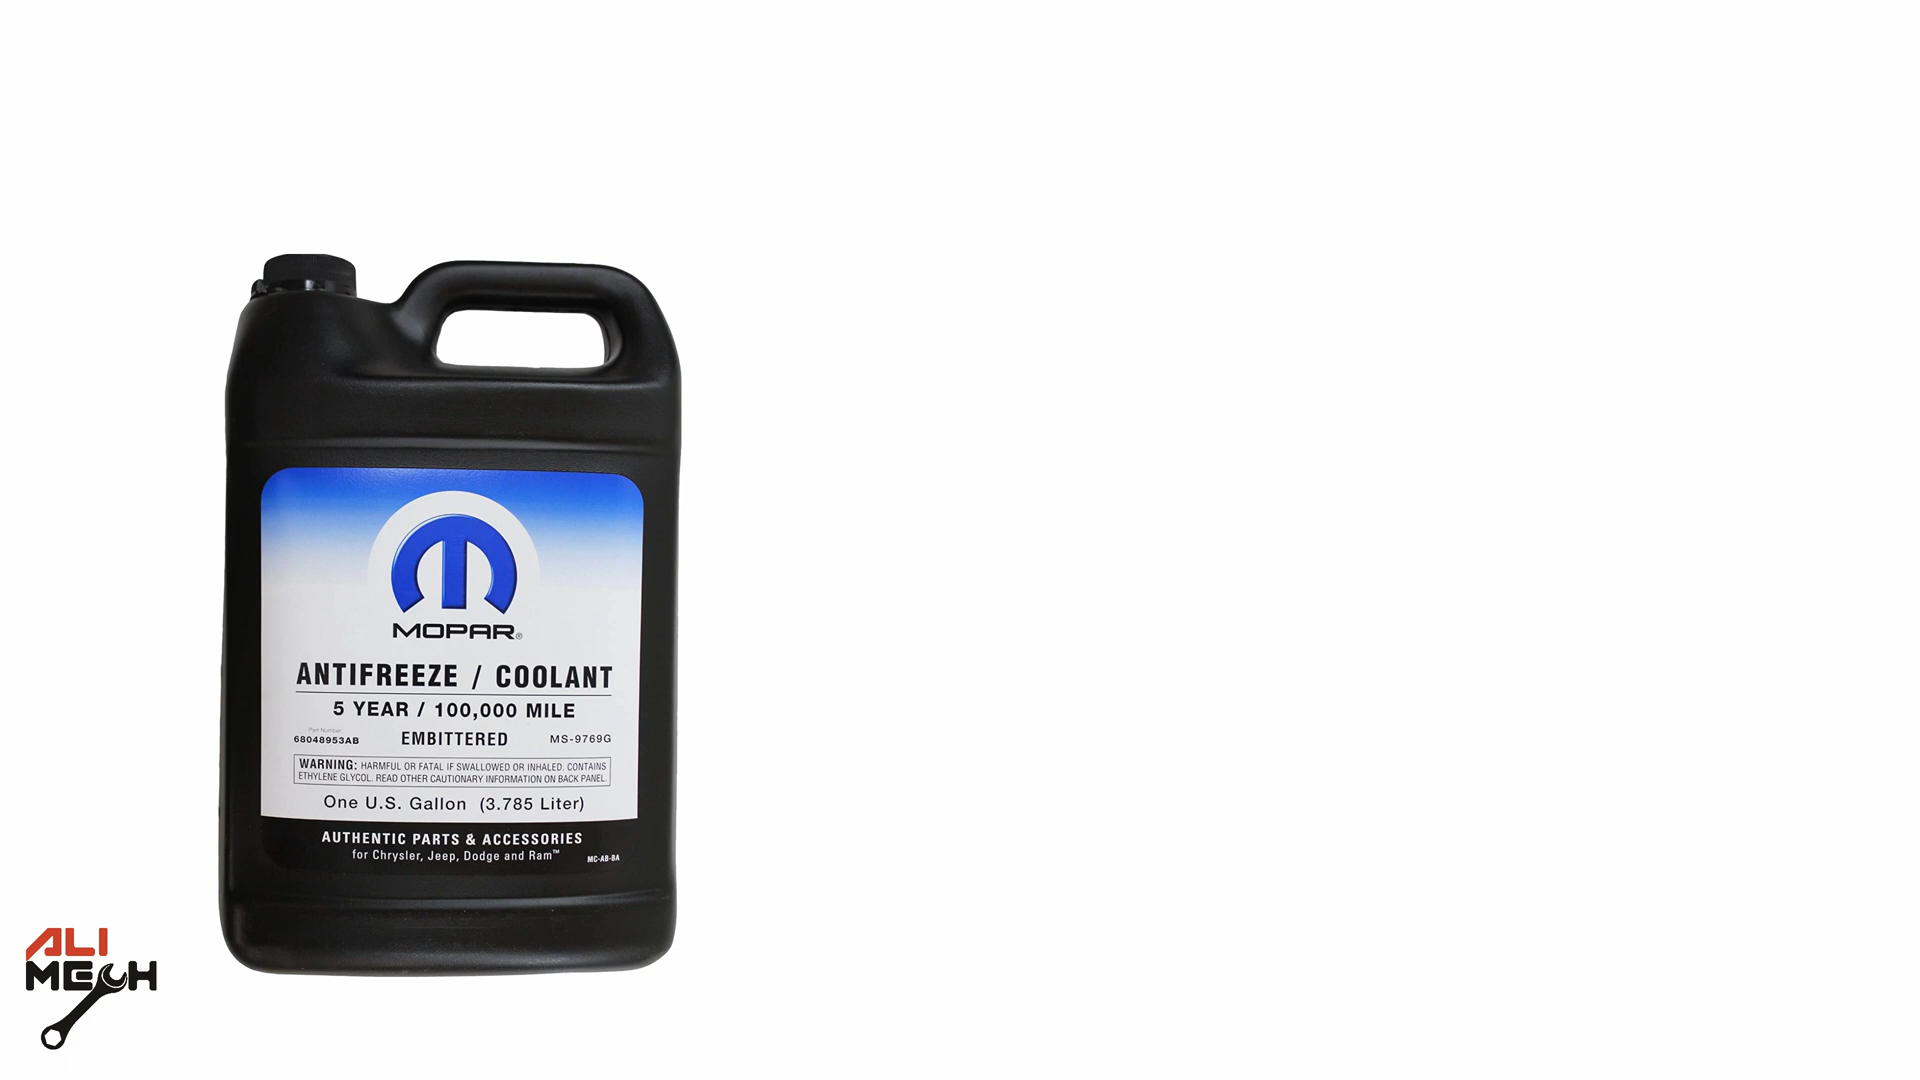 MOPAR®
ANTIFREEZE / COOLANT
5 YEAR / 100,000 MILE
Part Number:
68048953AB EMBITTERED MS-9769G
WARNING: HARMFUL OR FATAL IF SWALLOWED OR INHALED. CONTAINS
ETHYLENE GLYCOL. READ OTHER CAUTIONARY INFORMATION ON BACK PANEL.
One U.S. Gallon (3.785 Liter)
AUTHENTIC PARTS & ACCESSORIES
for Chrysler, Jeep, Dodge and Ram™
MC-AB-BA
ALI
MECH